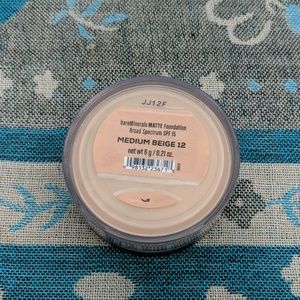 JJ12F
bareMinerals MATTE Foundation
Broad Spectrum SPF 15
MEDIUM BEIGE 12
net wt 6 g / 0.21 oz.